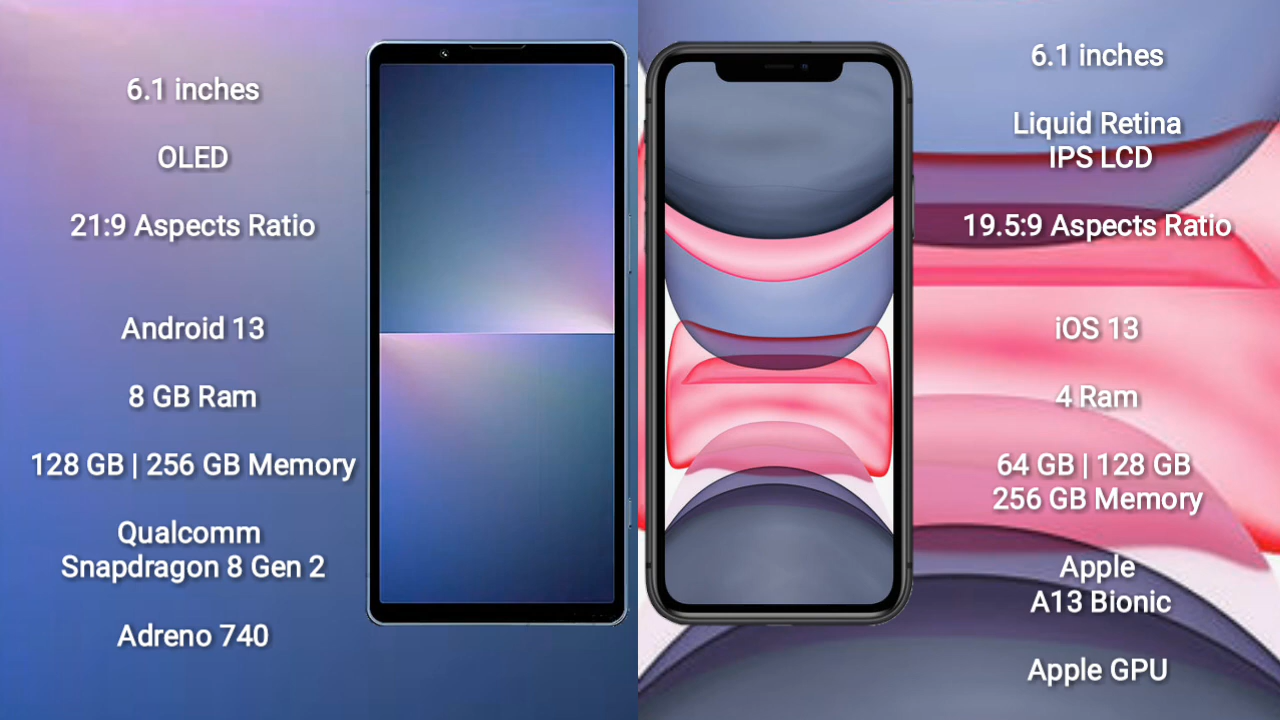 6.1 inches
OLED
21:9 Aspects Ratio
Android 13
8 GB Ram
128 GB | 256 GB Memory
Qualcomm
Snapdragon 8 Gen 2
Adreno 740
6.1 inches
Liquid Retina
IPS LCD
19.5:9 Aspects Ratio
iOS 13
4 Ram
64 GB | 128 GB
256 GB Memory
Apple
A13 Bionic
Apple GPU